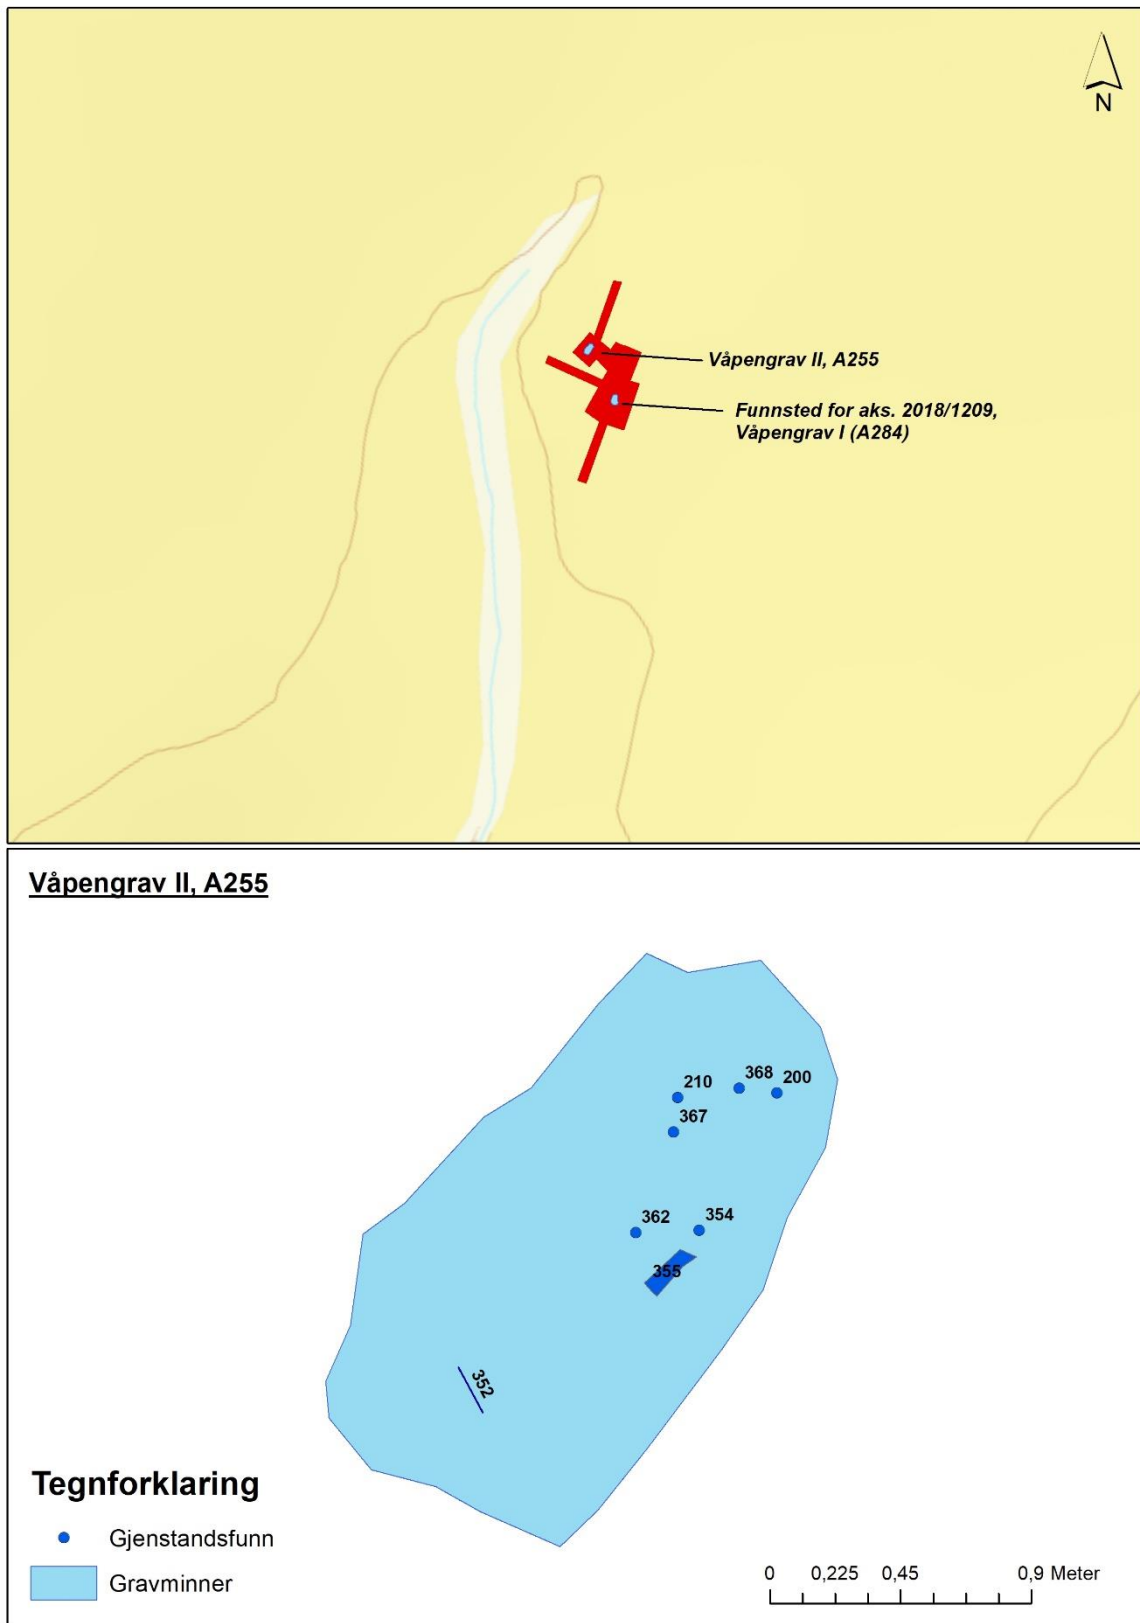 N
Våpengrav II, A255
Funnsted for aks. 2018/1209,
Våpengrav I (A284)
Våpengrav II, A255
368
200
210
367
362
354
355
352
Tegnforklaring
Gjenstandsfunn
Gravminner
0 0,225 0,45 0,9 Meter